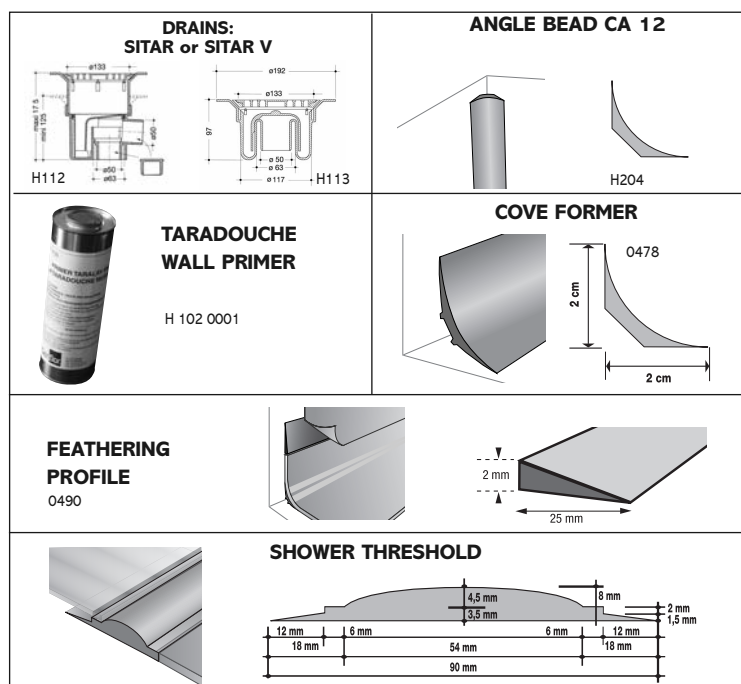 DRAINS:
SITAR or SITAR V
ø133
maxi 17.5
mini 125
ø50
ø50
ø63
H112
ø192
ø133
97
ø 50
ø 63
ø117
H113
ANGLE BEAD CA 12
H204
TARADOUCHE
WALL PRIMER
H 102 0001
COVE FORMER
0478
2 cm
2 cm
FEATHERING
PROFILE
0490
2 mm
25 mm
SHOWER THRESHOLD
4,5 mm
8 mm
3,5 mm
2 mm
1,5 mm
12 mm
6 mm
6 mm
12 mm
18 mm
54 mm
18 mm
90 mm